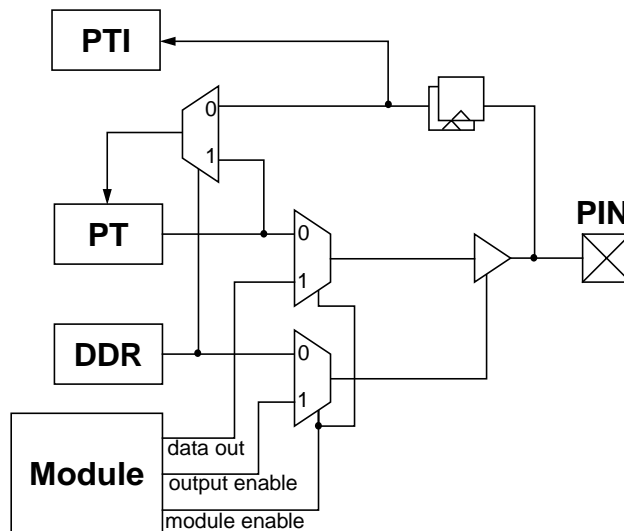 PTI
0
1
PT
PIN
0
1
DDR
0
1
Module
data out
output enable
module enable